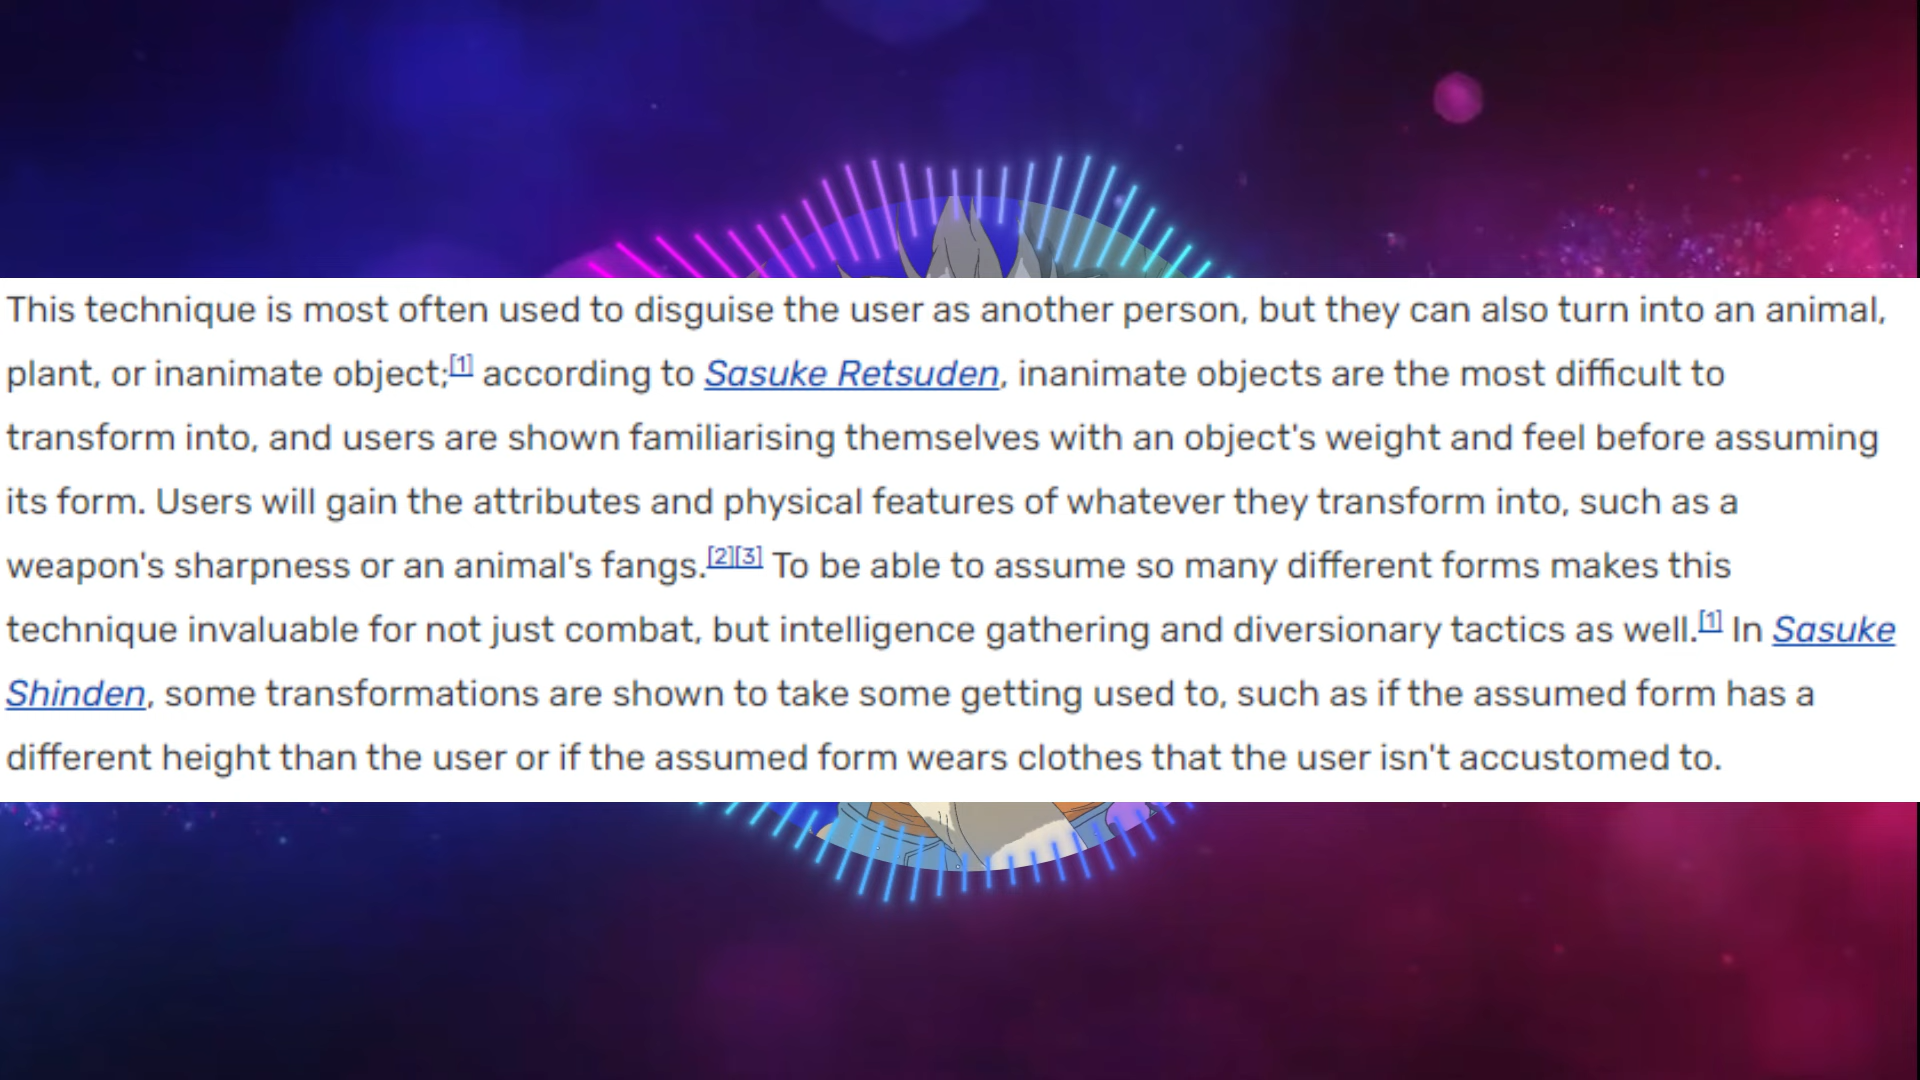 This technique is most often used to disguise the user as another person, but they can also turn into an animal,
plant, or inanimate object;[1] according to Sasuke Retsuden, inanimate objects are the most difficult to
transform into, and users are shown familiarising themselves with an object's weight and feel before assuming
its form. Users will gain the attributes and physical features of whatever they transform into, such as a
weapon's sharpness or an animal's fangs.[2][3] To be able to assume so many different forms makes this
technique invaluable for not just combat, but intelligence gathering and diversionary tactics as well.[1] In Sasuke
Shinden, some transformations are shown to take some getting used to, such as if the assumed form has a
different height than the user or if the assumed form wears clothes that the user isn't accustomed to.